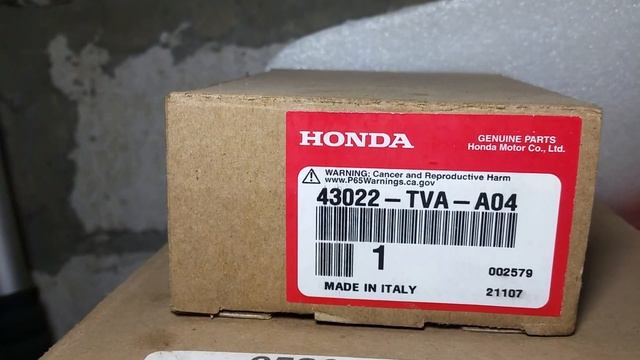 HONDA
GENUINE PARTS
Honda Motor Co., Ltd.
WARNING: Cancer and Reproductive Harm
www.P65Warnings.ca.gov
43022-TVA-A04
1
002579
MADE IN ITALY
21107